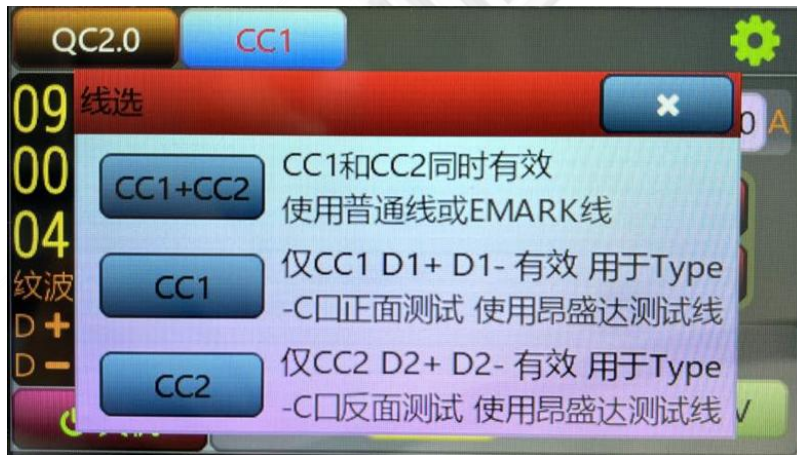 QC2.0
CC1
线选
09
0 A
00
CC1+CC2
CC1和CC2同时有效
使用普通线或EMARK线
04
CC1
仅CC1 D1+ D1- 有效 用于Type
-C口正面测试 使用昂盛达测试线
纹波
D+
D-
CC2
仅CC2 D2+ D2- 有效 用于Type
-C口反面测试 使用昂盛达测试线
V